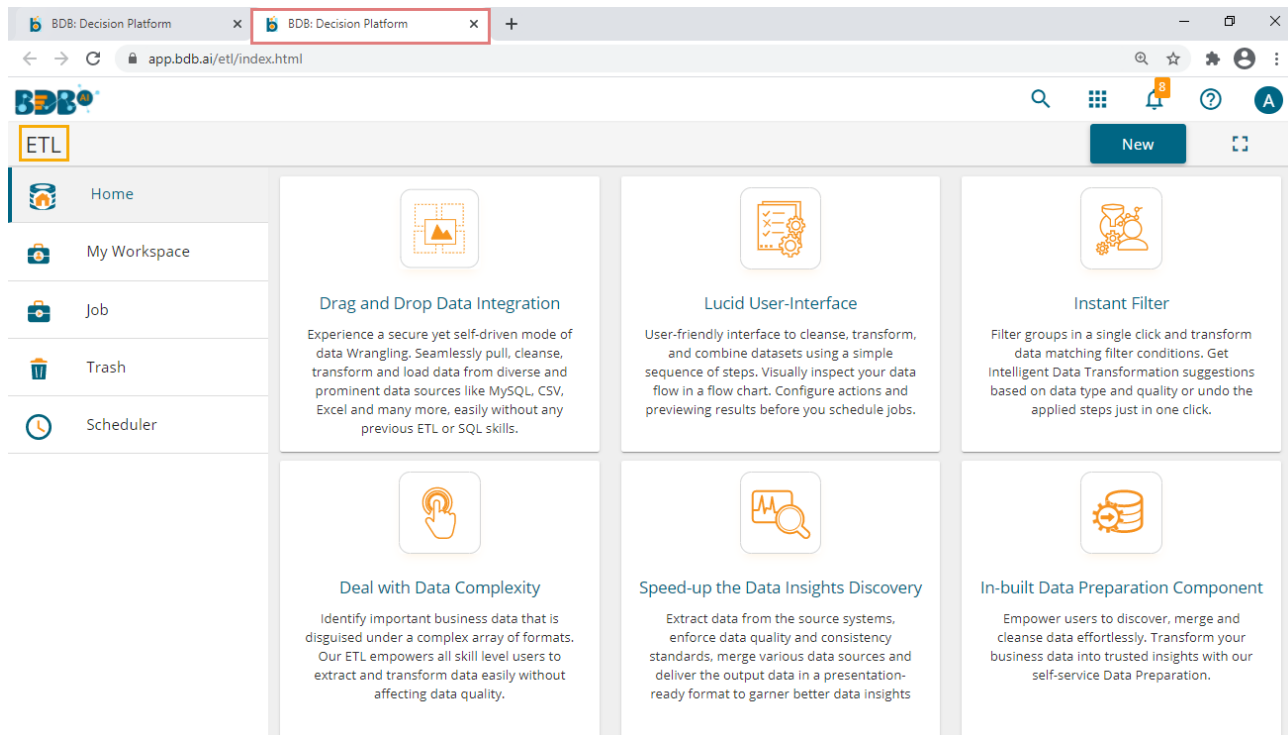 BDB: Decision Platform
BDB: Decision Platform
app.bdb.ai/etl/index.html
BDB AI
8
A
ETL
New
Home
My Workspace
Job
Trash
Scheduler
Drag and Drop Data Integration
Experience a secure yet self-driven mode of
data Wrangling. Seamlessly pull, cleanse,
transform and load data from diverse and
prominent data sources like MySQL, CSV,
Excel and many more, easily without any
previous ETL or SQL skills.
Lucid User-Interface
User-friendly interface to cleanse, transform,
and combine datasets using a simple
sequence of steps. Visually inspect your data
flow in a flow chart. Configure actions and
previewing results before you schedule jobs.
Instant Filter
Filter groups in a single click and transform
data matching filter conditions. Get
Intelligent Data Transformation suggestions
based on data type and quality or undo the
applied steps just in one click.
Deal with Data Complexity
Identify important business data that is
disguised under a complex array of formats.
Our ETL empowers all skill level users to
extract and transform data easily without
affecting data quality.
Speed-up the Data Insights Discovery
Extract data from the source systems,
enforce data quality and consistency
standards, merge various data sources and
deliver the output data in a presentation-
ready format to garner better data insights
In-built Data Preparation Component
Empower users to discover, merge and
cleanse data effortlessly. Transform your
business data into trusted insights with our
self-service Data Preparation.